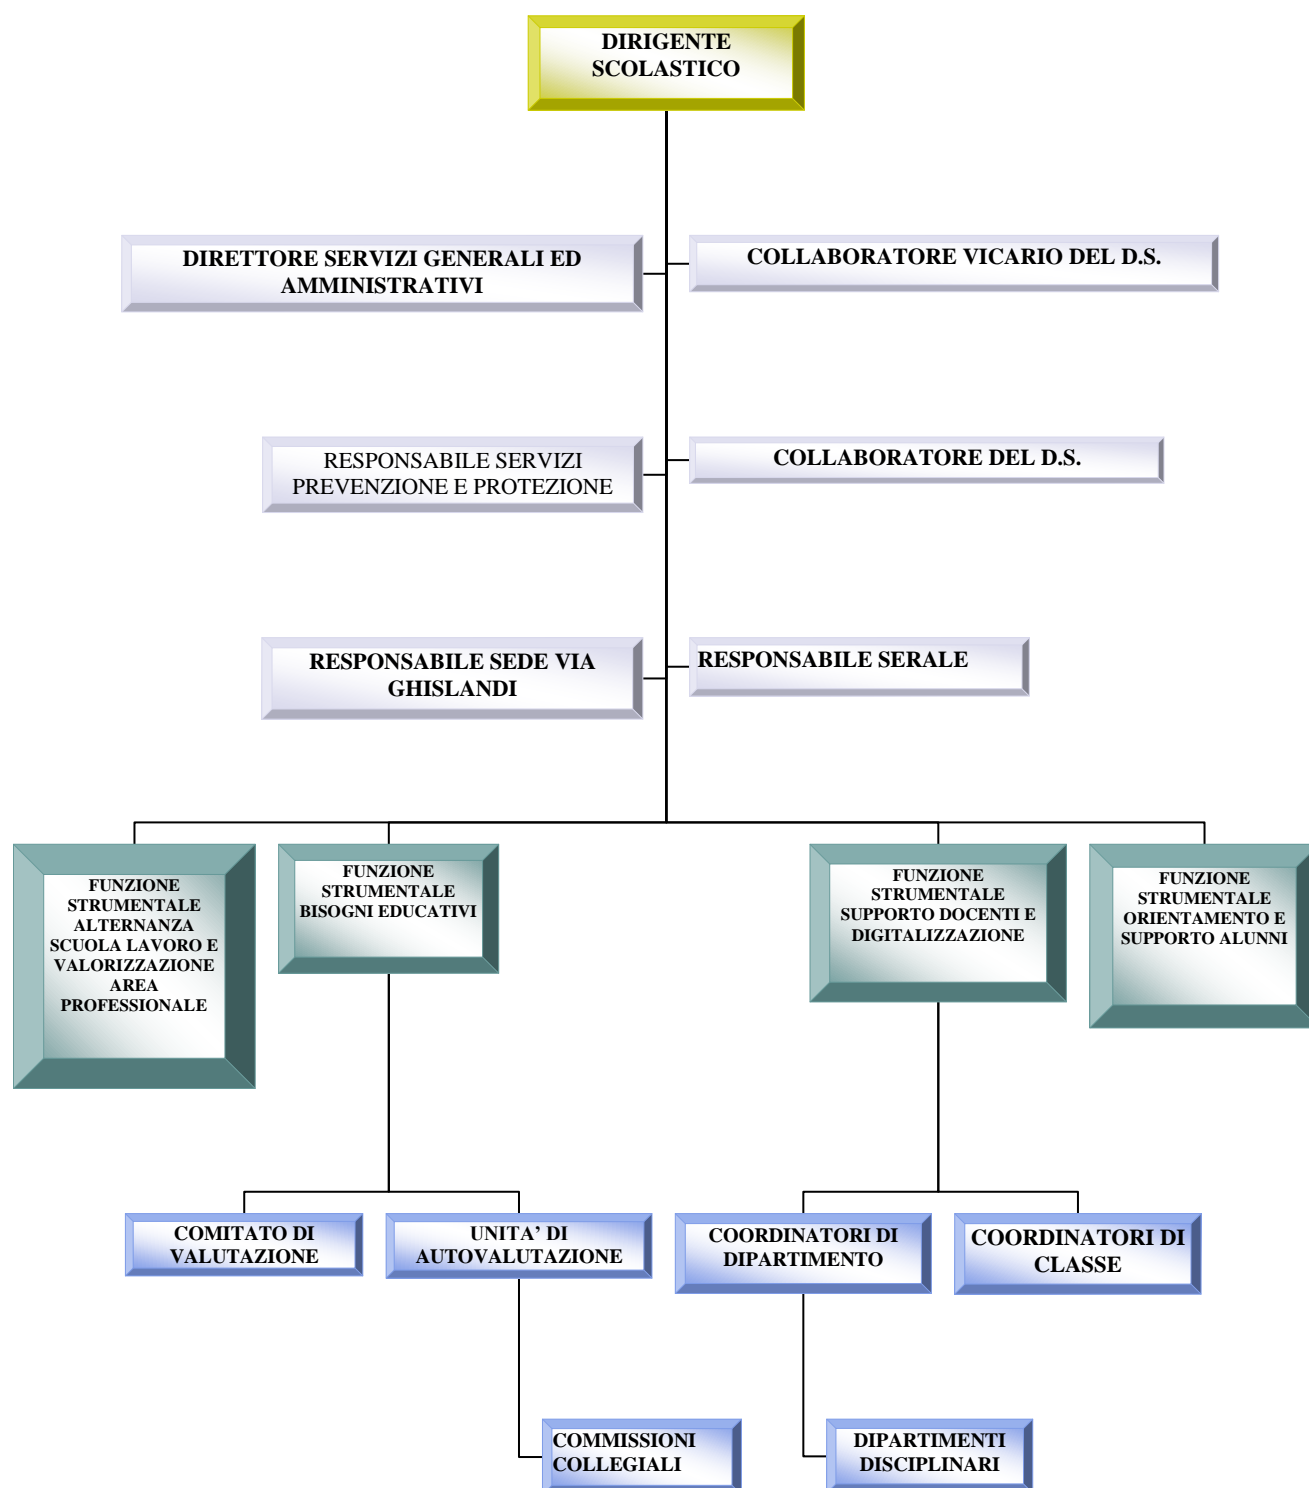 DIRIGENTE
SCOLASTICO
DIRETTORE SERVIZI GENERALI ED
AMMINISTRATIVI
COLLABORATORE VICARIO DEL D.S.
RESPONSABILE SERVIZI
PREVENZIONE E PROTEZIONE
COLLABORATORE DEL D.S.
RESPONSABILE SEDE VIA
GHISLANDI
RESPONSABILE SERALE
FUNZIONE
STRUMENTALE
ALTERNANZA
SCUOLA LAVORO E
VALORIZZAZIONE
AREA
PROFESSIONALE
FUNZIONE
STRUMENTALE
BISOGNI EDUCATIVI
FUNZIONE
STRUMENTALE
SUPPORTO DOCENTI E
DIGITALIZZAZIONE
FUNZIONE
STRUMENTALE
ORIENTAMENTO E
SUPPORTO ALUNNI
COMITATO DI
VALUTAZIONE
UNITA’ DI
AUTOVALUTAZIONE
COORDINATORI DI
DIPARTIMENTO
COORDINATORI DI
CLASSE
COMMISSIONI
COLLEGIALI
DIPARTIMENTI
DISCIPLINARI